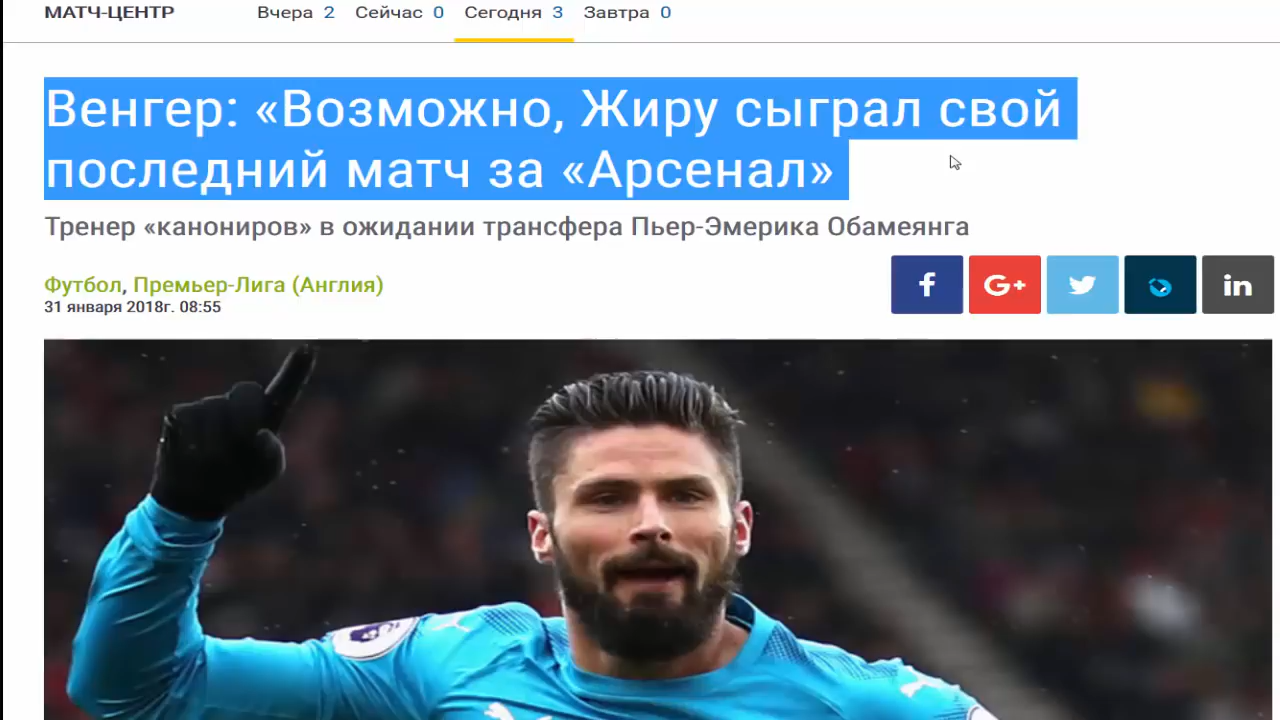 МАТЧ-ЦЕНТР Вчера 2 Сейчас 0 Сегодня 3 Завтра 0
Венгер: «Возможно, Жиру сыграл свой
последний матч за «Арсенал»
Тренер «канониров» в ожидании трансфера Пьер-Эмерика Обамеянга
Футбол, Премьер-Лига (Англия)
31 января 2018г. 08:55
f G+ in